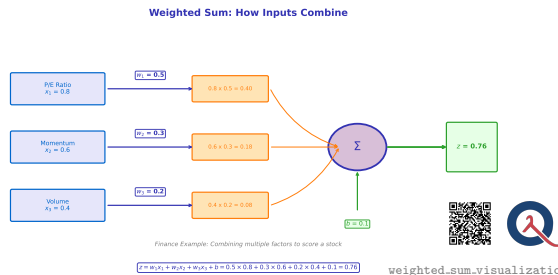 Weighted Sum: How Inputs Combine
P/E Ratio
x₁ = 0.8
w₁ = 0.5
0.8 x 0.5 = 0.40
Momentum
x₂ = 0.6
w₂ = 0.3
0.6 x 0.3 = 0.18
Σ
z = 0.76
Volume
x₃ = 0.4
w₃ = 0.2
0.4 x 0.2 = 0.08
b = 0.1
Finance Example: Combining multiple factors to score a stock
z = w₁x₁ + w₂x₂ + w₃x₃ + b = 0.5 × 0.8 + 0.3 × 0.6 + 0.2 × 0.4 + 0.1 = 0.76
weighted_sum_visualizatio